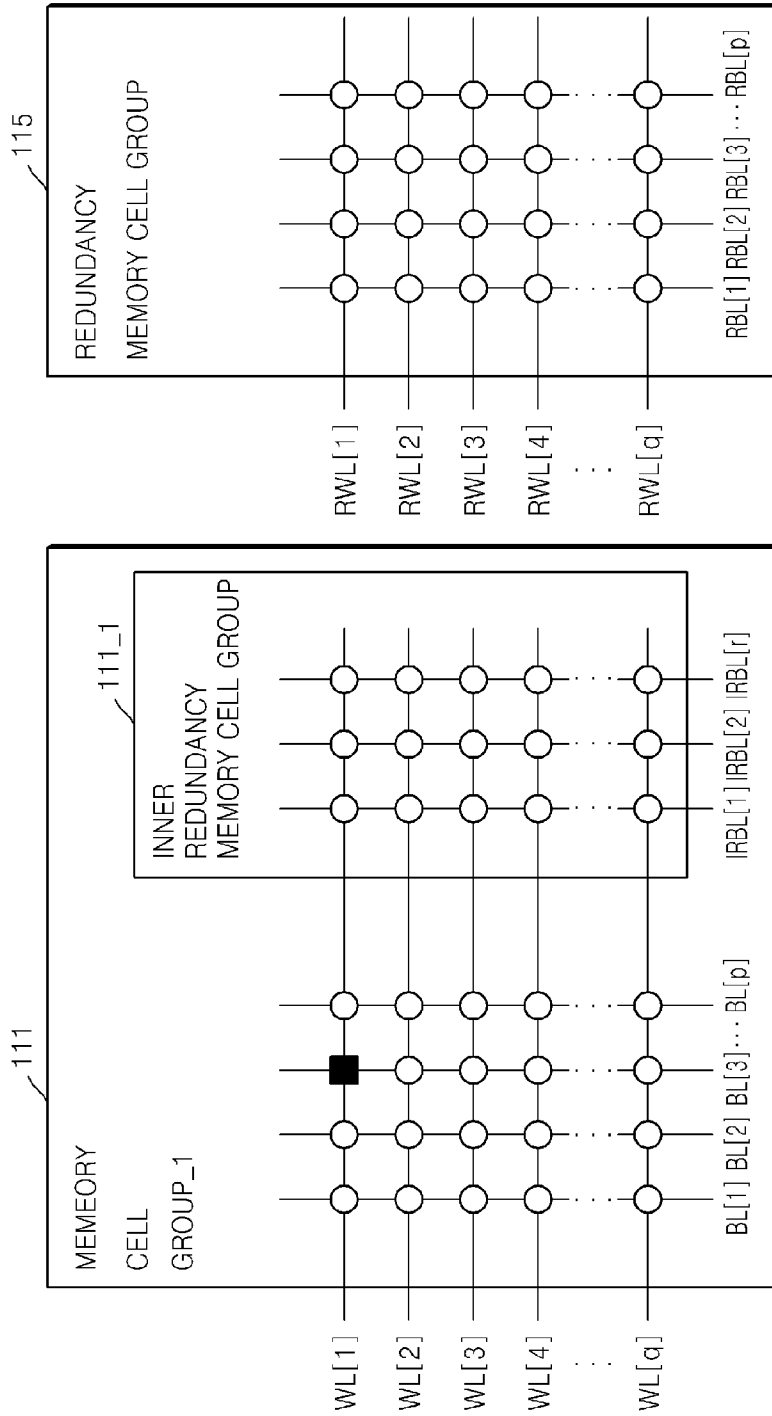 111
MEMEORY
CELL
GROUP_1
111_1
INNER
REDUNDANCY
MEMORY CELL GROUP
WL[1]
WL[2]
WL[3]
WL[4]
. . .
WL[q]
BL[1] BL[2] BL[3] ··· BL[p]
IRBL[1] IRBL[2] IRBL[r]
115
REDUNDANCY
MEMORY CELL GROUP
RWL[1]
RWL[2]
RWL[3]
RWL[4]
. . .
RWL[q]
RBL[1] RBL[2] RBL[3] ··· RBL[p]